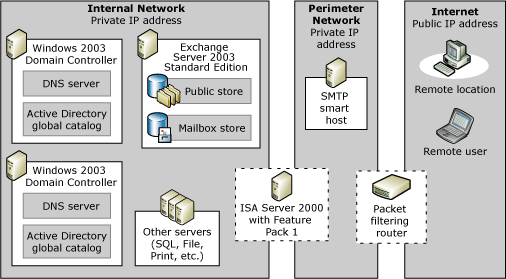 Internal Network
Private IP address
Windows 2003
Domain Controller
DNS server
Active Directory
global catalog
Exchange
Server 2003
Standard Edition
Public store
Mailbox store
Windows 2003
Domain Controller
DNS server
Active Directory
global catalog
Other servers
(SQL, File,
Print, etc.)
ISA Server 2000
with Feature
Pack 1
Perimeter
Network
Private IP
address
SMTP
smart
host
Packet
filtering
router
Internet
Public IP address
Remote location
Remote user